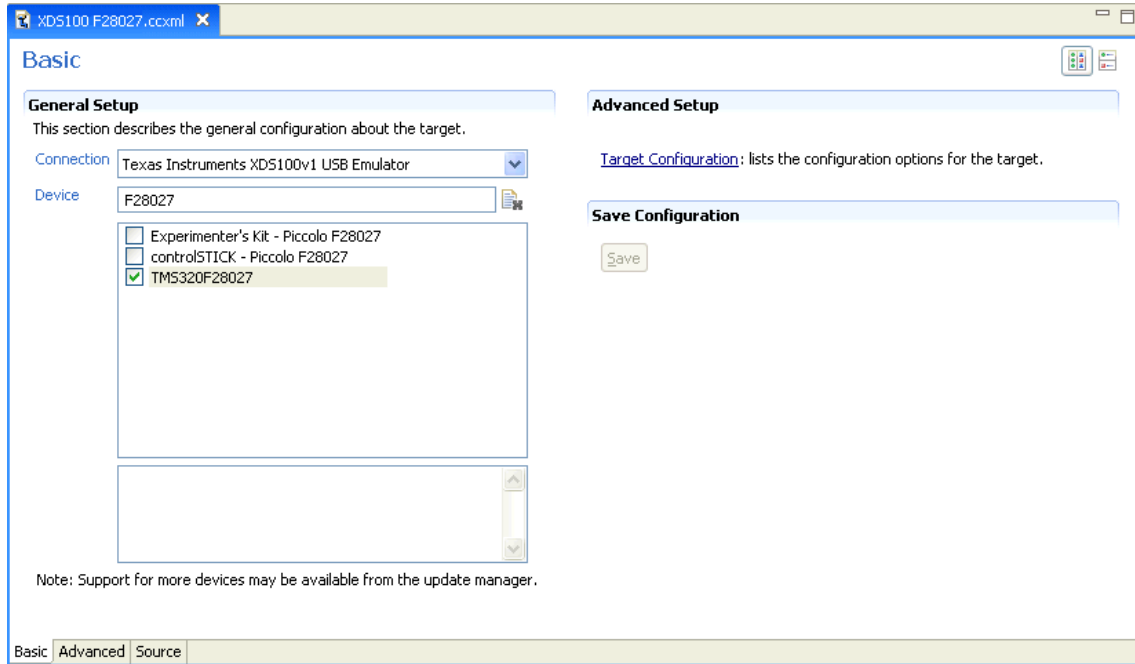 XDS100 F28027.ccxml
Basic
General Setup
This section describes the general configuration about the target.
Connection Texas Instruments XDS100v1 USB Emulator
Device F28027
Experimenter's Kit - Piccolo F28027
controlSTICK - Piccolo F28027
TMS320F28027
Note: Support for more devices may be available from the update manager.
Advanced Setup
Target Configuration: lists the configuration options for the target.
Save Configuration
Save
Basic Advanced Source